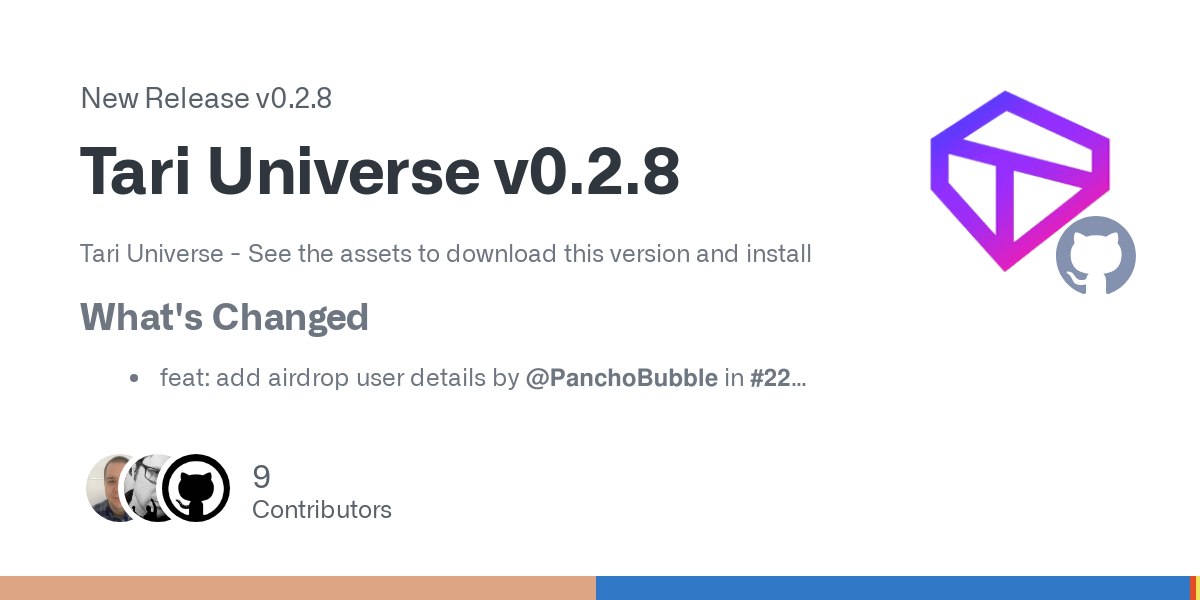 New Release v0.2.8
Tari Universe v0.2.8
Tari Universe - See the assets to download this version and install
What's Changed
• feat: add airdrop user details by @PanchoBubble in #22...
9
Contributors